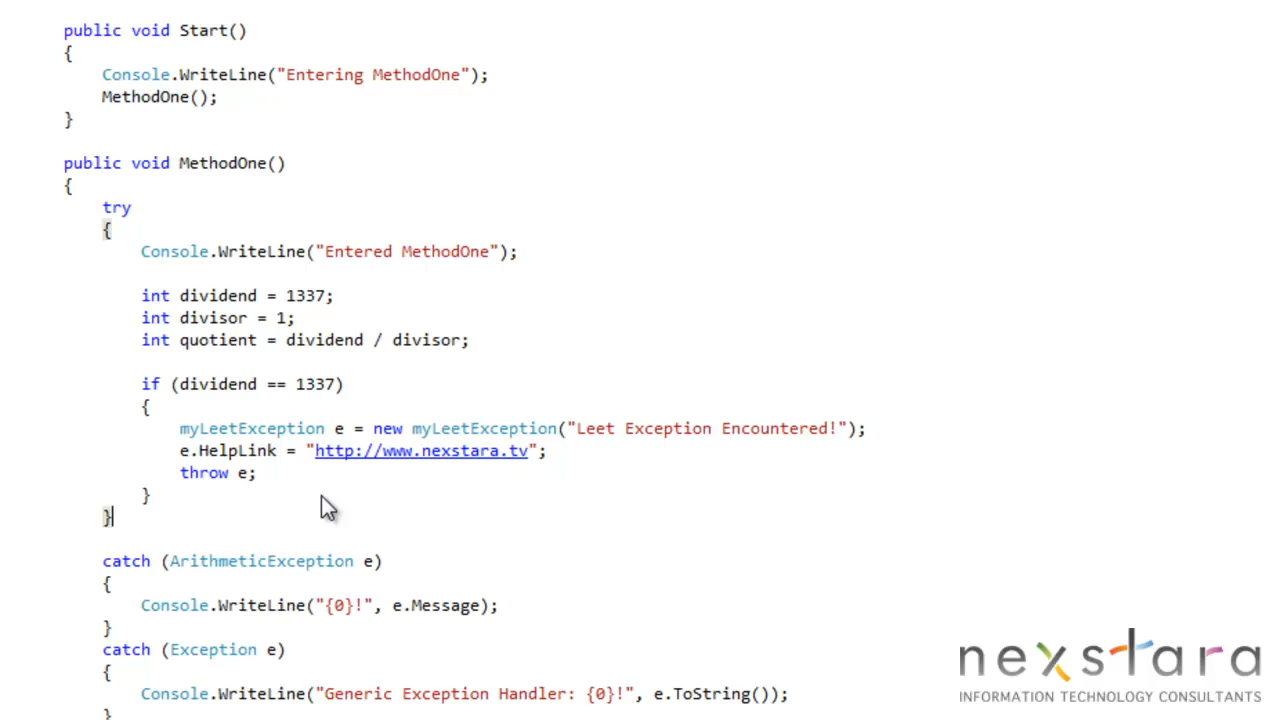 public void Start()
{
Console.WriteLine("Entering MethodOne");
MethodOne();
}
public void MethodOne()
{
try
{
Console.WriteLine("Entered MethodOne");
int dividend = 1337;
int divisor = 1;
int quotient = dividend / divisor;
if (dividend == 1337)
{
myLeetException e = new myLeetException("Leet Exception Encountered!");
e.HelpLink = "http://www.nexstara.tv";
throw e;
}
}
catch (ArithmeticException e)
{
Console.WriteLine("{0}!", e.Message);
}
catch (Exception e)
{
Console.WriteLine("Generic Exception Handler: {0}!", e.ToString());
}
nexstara
INFORMATION TECHNOLOGY CONSULTANTS